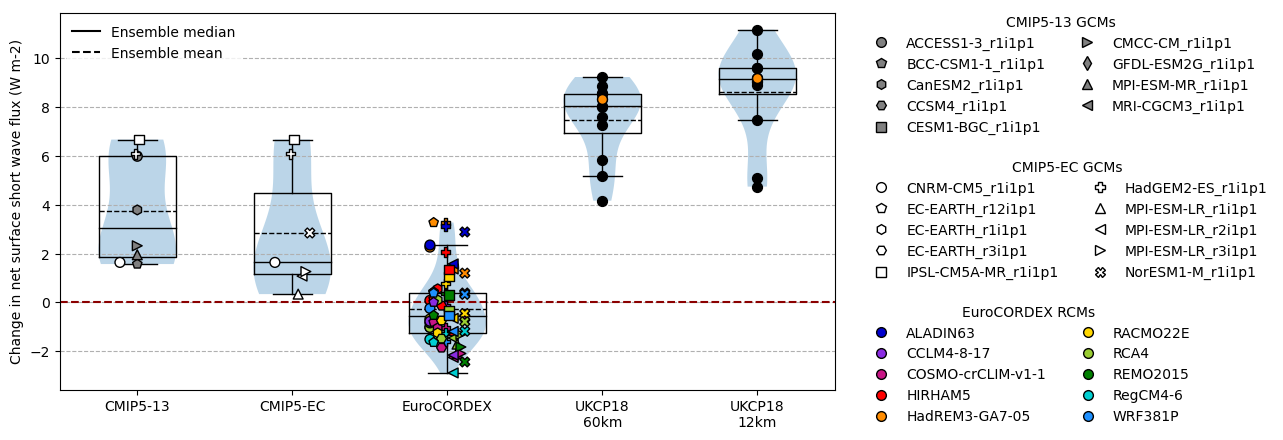 Change in net surface short wave flux (W m-2)
10
8
6
4
2
0
−2
Ensemble median
Ensemble mean
CMIP5-13
CMIP5-EC
EuroCORDEX
UKCP18
60km
UKCP18
12km
CMIP5-13 GCMs
ACCESS1-3_r1i1p1
BCC-CSM1-1_r1i1p1
CanESM2_r1i1p1
CCSM4_r1i1p1
CESM1-BGC_r1i1p1
CMCC-CM_r1i1p1
GFDL-ESM2G_r1i1p1
MPI-ESM-MR_r1i1p1
MRI-CGCM3_r1i1p1
CMIP5-EC GCMs
CNRM-CM5_r1i1p1
EC-EARTH_r12i1p1
EC-EARTH_r1i1p1
EC-EARTH_r3i1p1
IPSL-CM5A-MR_r1i1p1
HadGEM2-ES_r1i1p1
MPI-ESM-LR_r1i1p1
MPI-ESM-LR_r2i1p1
MPI-ESM-LR_r3i1p1
NorESM1-M_r1i1p1
EuroCORDEX RCMs
ALADIN63
CCLM4-8-17
COSMO-crCLIM-v1-1
HIRHAM5
HadREM3-GA7-05
RACMO22E
RCA4
REMO2015
RegCM4-6
WRF381P